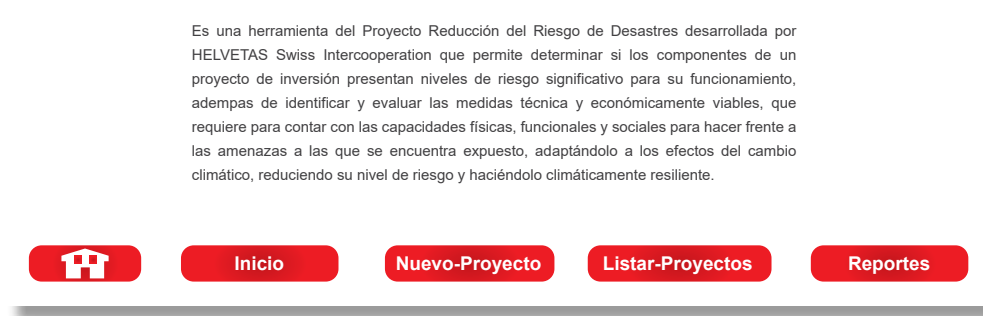 Es una herramienta del Proyecto Reducción del Riesgo de Desastres desarrollada por
HELVETAS Swiss Intercooperation que permite determinar si los componentes de un
proyecto de inversión presentan niveles de riesgo significativo para su funcionamiento,
adempas de identificar y evaluar las medidas técnica y económicamente viables, que
requiere para contar con las capacidades físicas, funcionales y sociales para hacer frente a
las amenazas a las que se encuentra expuesto, adaptándolo a los efectos del cambio
climático, reduciendo su nivel de riesgo y haciéndolo climáticamente resiliente.
Inicio Nuevo-Proyecto Listar-Proyectos Reportes